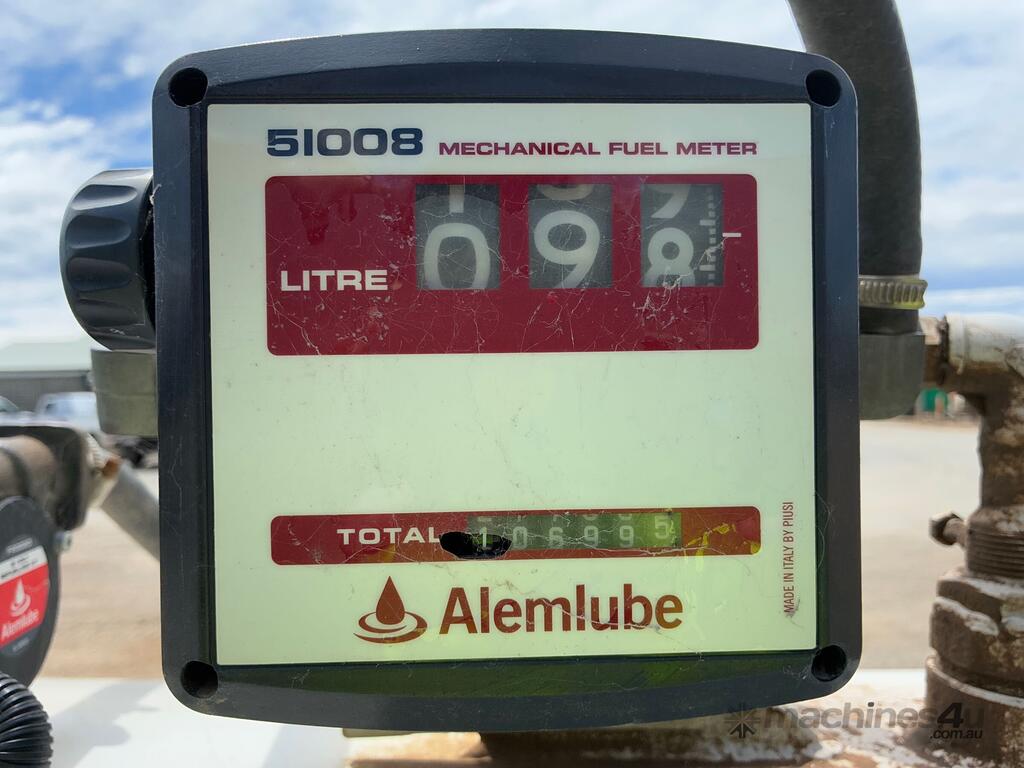 51008 MECHANICAL FUEL METER
LITRE 0 9 8
TOTAL 106995
MADE IN ITALY BY PIUSI
Alemlube
Alemlube
machines4u
.com.au